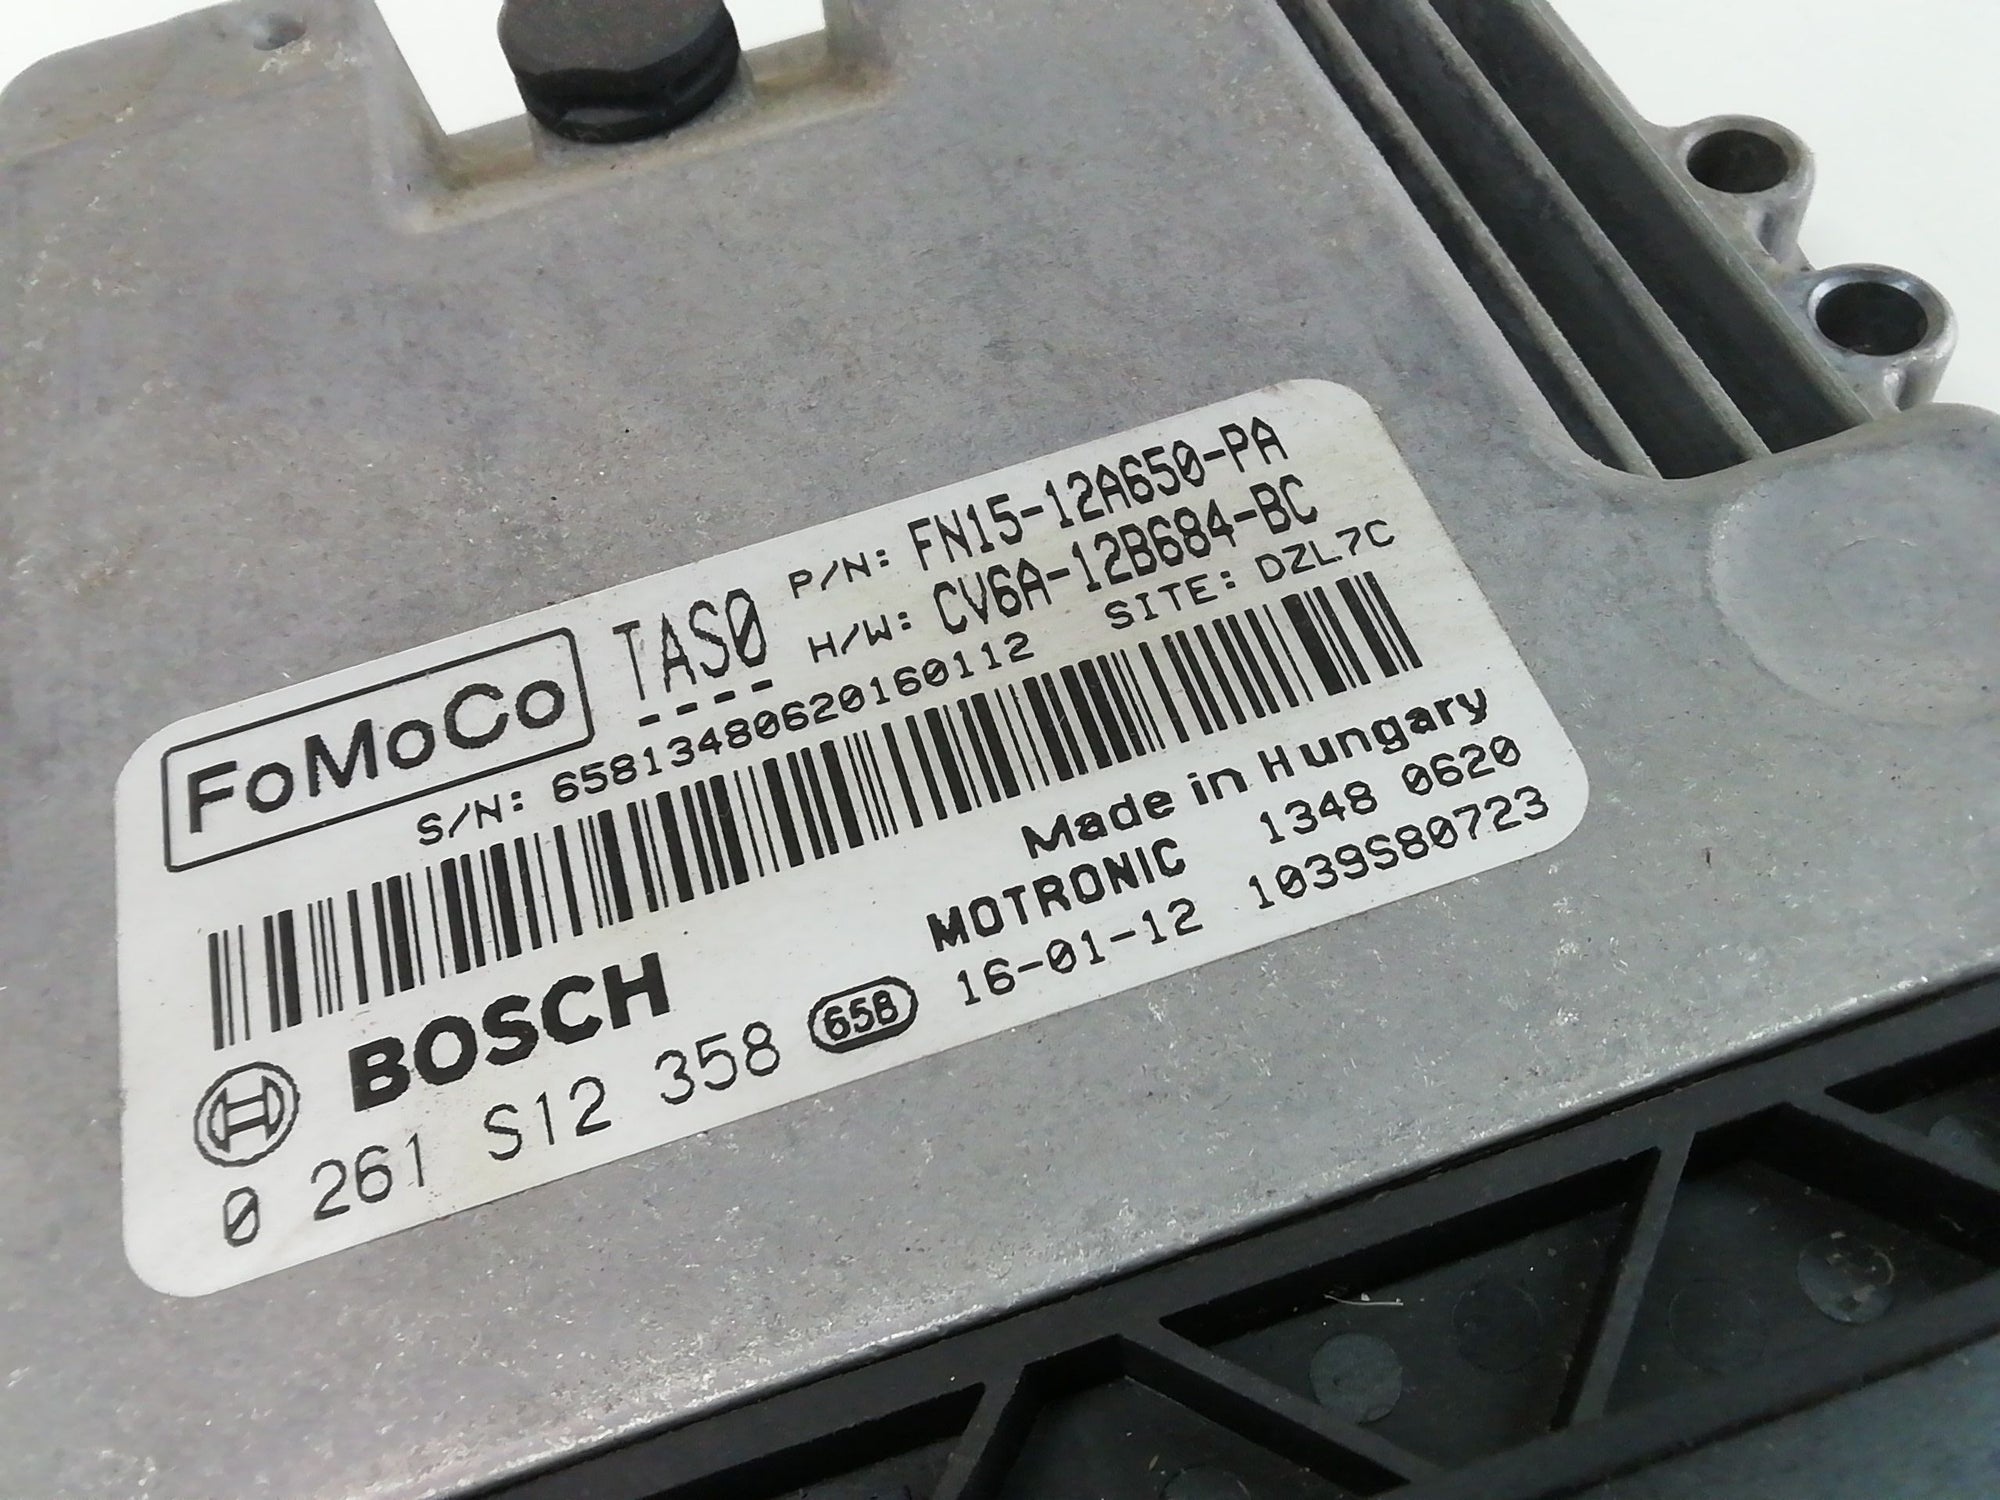 FoMoCo
TAS0
P/N: FN15-12A650-PA
H/W: CV6A-12B684-BC
S/N: 65813480620160112 SITE: DZL7C
Made in Hungary
BOSCH
MOTRONIC 1348 0620
0 261 S12 358 658 16-01-12 1039S80723